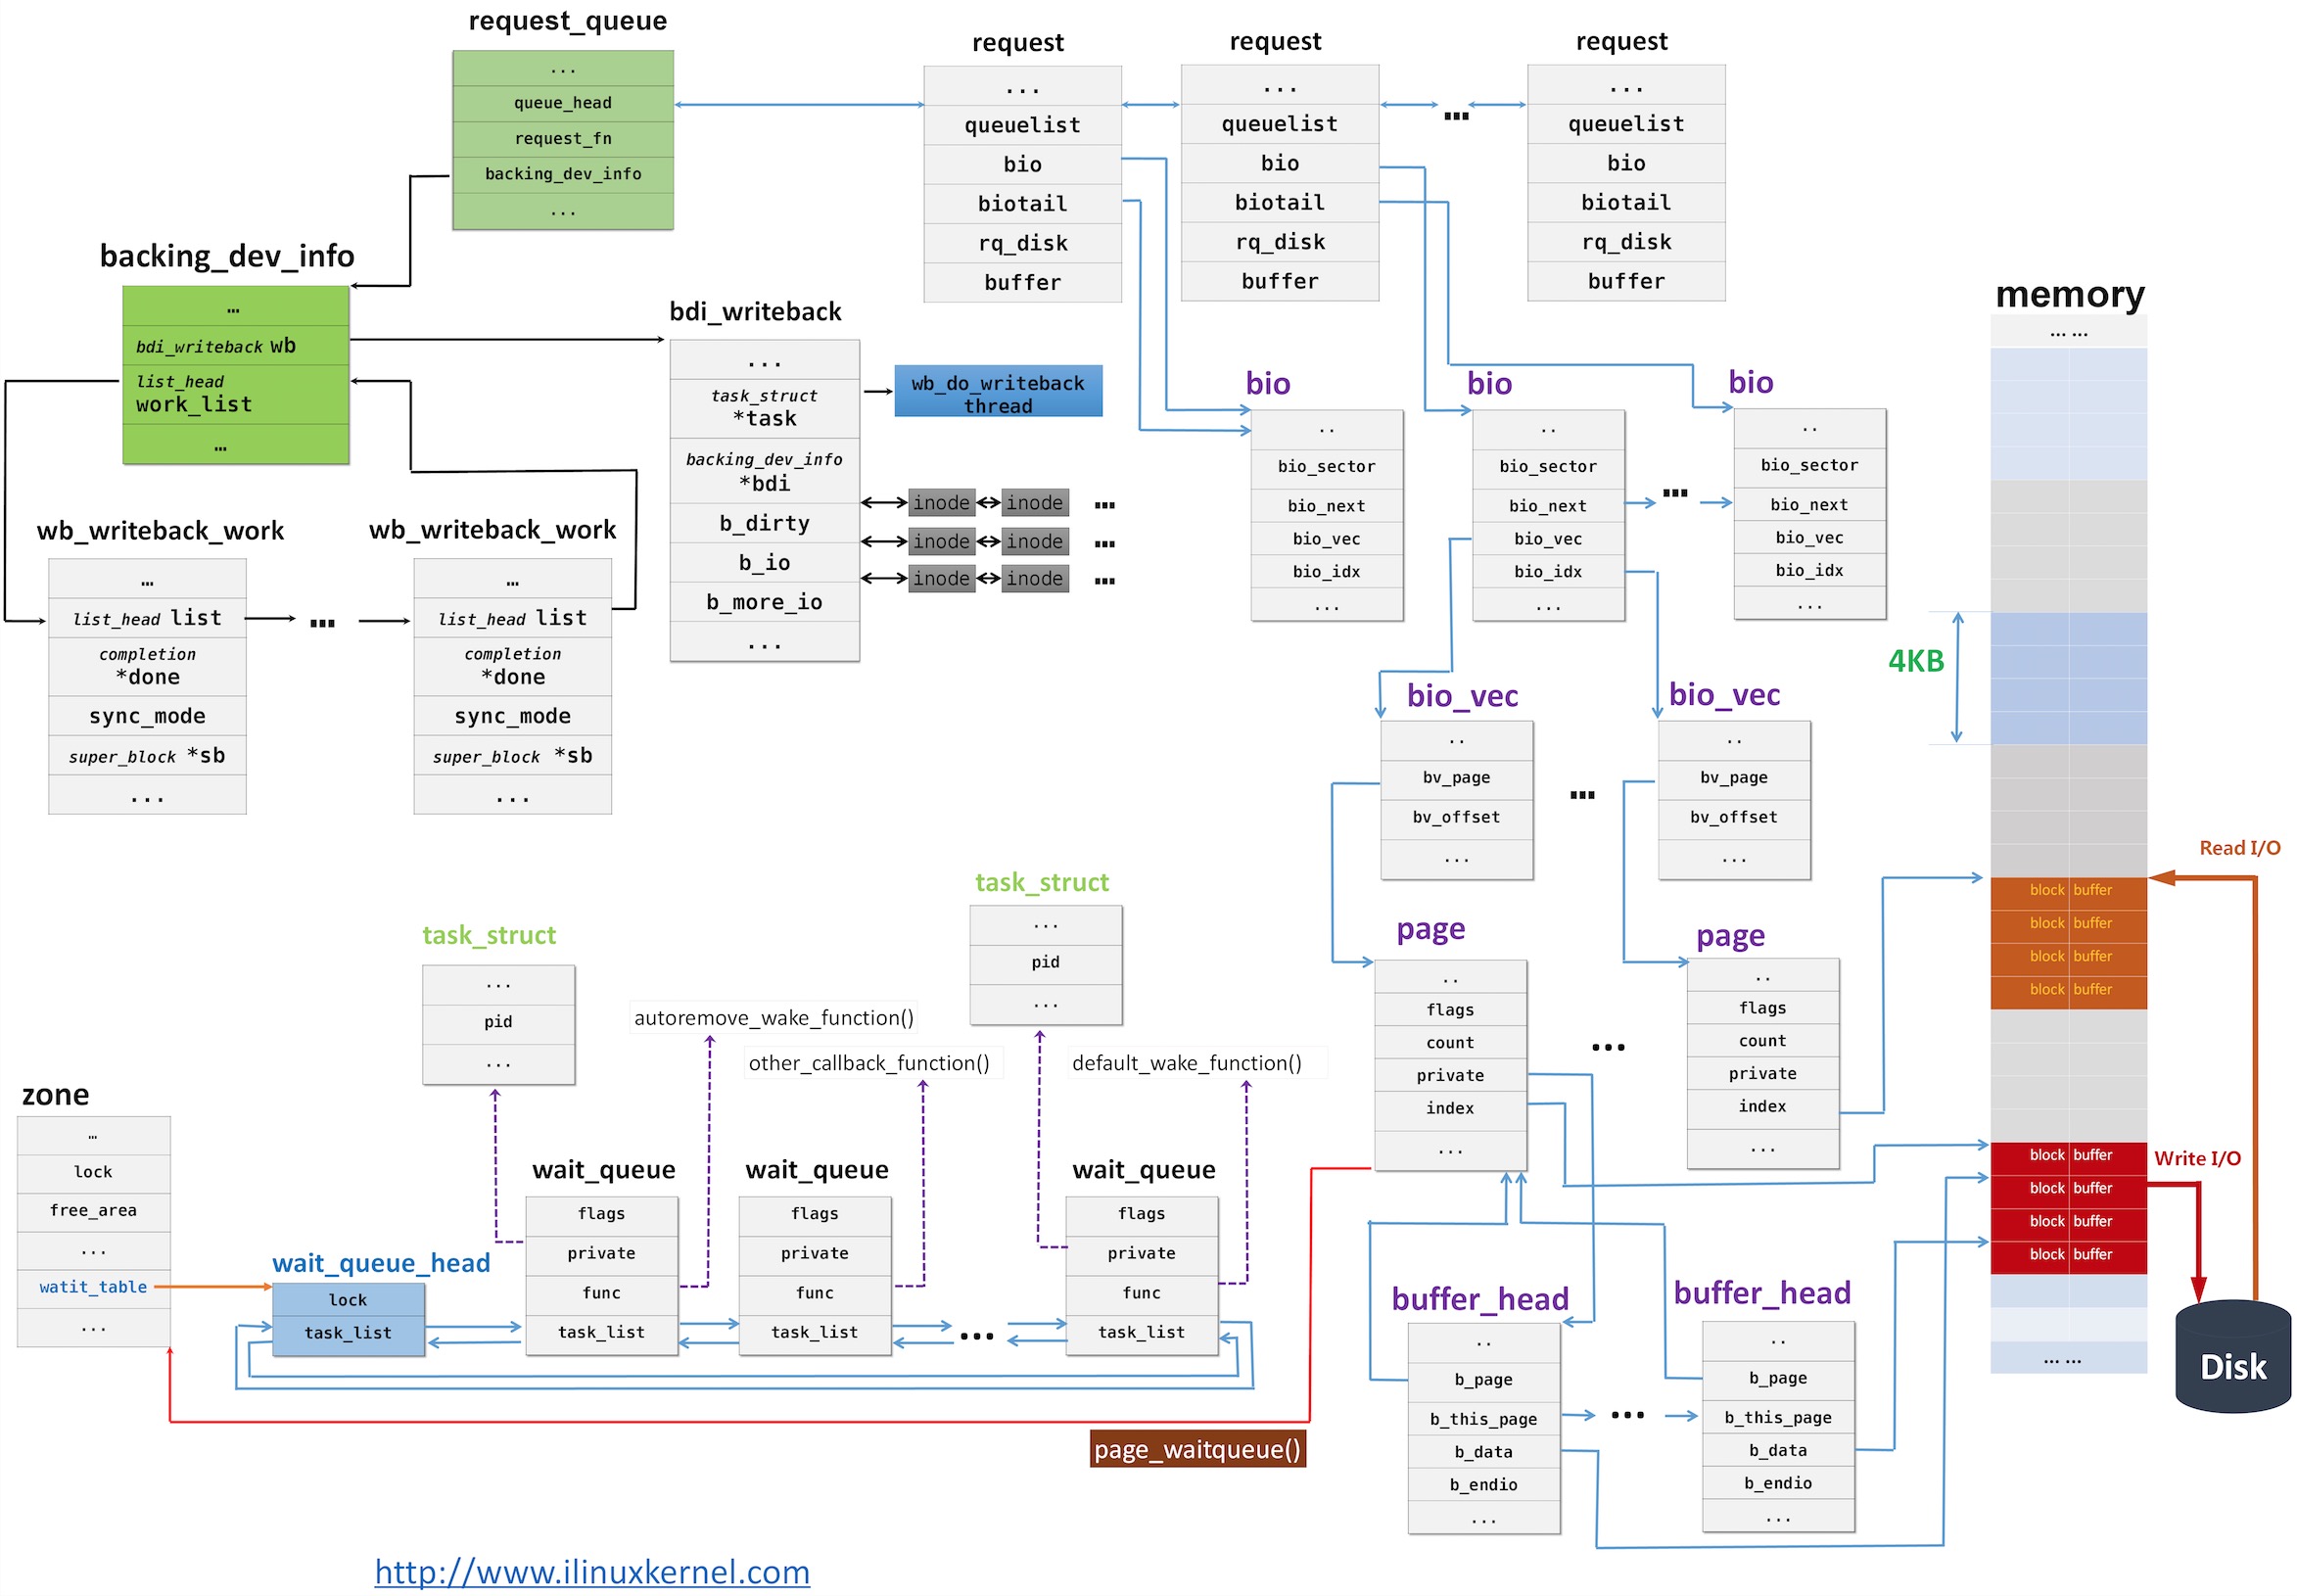 request_queue
...
queue_head
request_fn
backing_dev_info
...
request
...
queuelist
bio
biotail
rq_disk
buffer
request
...
queuelist
bio
biotail
rq_disk
buffer
...
request
...
queuelist
bio
biotail
rq_disk
buffer
backing_dev_info
...
bdi_writeback wb
list_head
work_list
...
bdi_writeback
...
task_struct
*task
backing_dev_info
*bdi
b_dirty
b_io
b_more_io
...
wb_do_writeback
thread
inode inode ...
inode inode ...
inode inode ...
wb_writeback_work
...
list_head list
completion
*done
sync_mode
super_block *sb
...
...
wb_writeback_work
...
list_head list
completion
*done
sync_mode
super_block *sb
...
bio
..
bio_sector
bio_next
bio_vec
bio_idx
...
bio
..
bio_sector
bio_next
bio_vec
bio_idx
...
...
bio
..
bio_sector
bio_next
bio_vec
bio_idx
...
bio_vec
..
bv_page
bv_offset
...
...
bio_vec
..
bv_page
bv_offset
...
page
..
flags
count
private
index
...
...
page
..
flags
count
private
index
...
memory
... ...
4KB
Read I/O
block buffer
block buffer
block buffer
block buffer
Write I/O
block buffer
block buffer
block buffer
block buffer
... ...
Disk
task_struct
...
pid
...
task_struct
...
pid
...
autoremove_wake_function()
other_callback_function()
default_wake_function()
zone
...
lock
free_area
...
watit_table
...
wait_queue_head
lock
task_list
wait_queue
flags
private
func
task_list
wait_queue
flags
private
func
task_list
...
wait_queue
flags
private
func
task_list
page_waitqueue()
buffer_head
..
b_page
b_this_page
b_data
b_endio
...
...
buffer_head
..
b_page
b_this_page
b_data
b_endio
...
http://www.ilinuxkernel.com